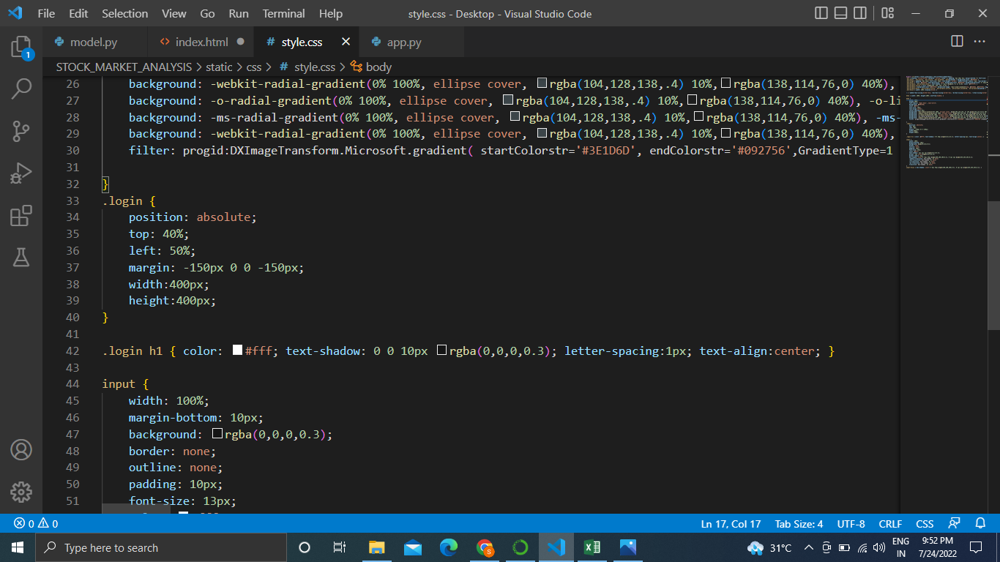 File Edit Selection View Go Run Terminal Help style.css - Desktop - Visual Studio Code
model.py index.html style.css app.py
1
STOCK_MARKET_ANALYSIS > static > css > # style.css > body
26 background: -webkit-radial-gradient(0% 100%, ellipse cover, rgba(104,128,138,.4) 10%,rgba(138,114,76,0) 40%),
27 background: -o-radial-gradient(0% 100%, ellipse cover, rgba(104,128,138,.4) 10%,rgba(138,114,76,0) 40%), -o-li
28 background: -ms-radial-gradient(0% 100%, ellipse cover, rgba(104,128,138,.4) 10%,rgba(138,114,76,0) 40%), -ms-
29 background: -webkit-radial-gradient(0% 100%, ellipse cover, rgba(104,128,138,.4) 10%,rgba(138,114,76,0) 40%),
30 filter: progid:DXImageTransform.Microsoft.gradient( startColorstr='#3E1D6D', endColorstr='#092756',GradientType=1
31
32 }
33 .login {
34 position: absolute;
35 top: 40%;
36 left: 50%;
37 margin: -150px 0 0 -150px;
38 width:400px;
39 height:400px;
40 }
41
42 .login h1 { color: #fff; text-shadow: 0 0 10px rgba(0,0,0,0.3); letter-spacing:1px; text-align:center; }
43
44 input {
45 width: 100%;
46 margin-bottom: 10px;
47 background: rgba(0,0,0,0.3);
48 border: none;
49 outline: none;
50 padding: 10px;
51 font-size: 13px;
0 0 Ln 17, Col 17 Tab Size: 4 UTF-8 CRLF CSS
Type here to search 31°C ENG IN 9:52 PM 7/24/2022